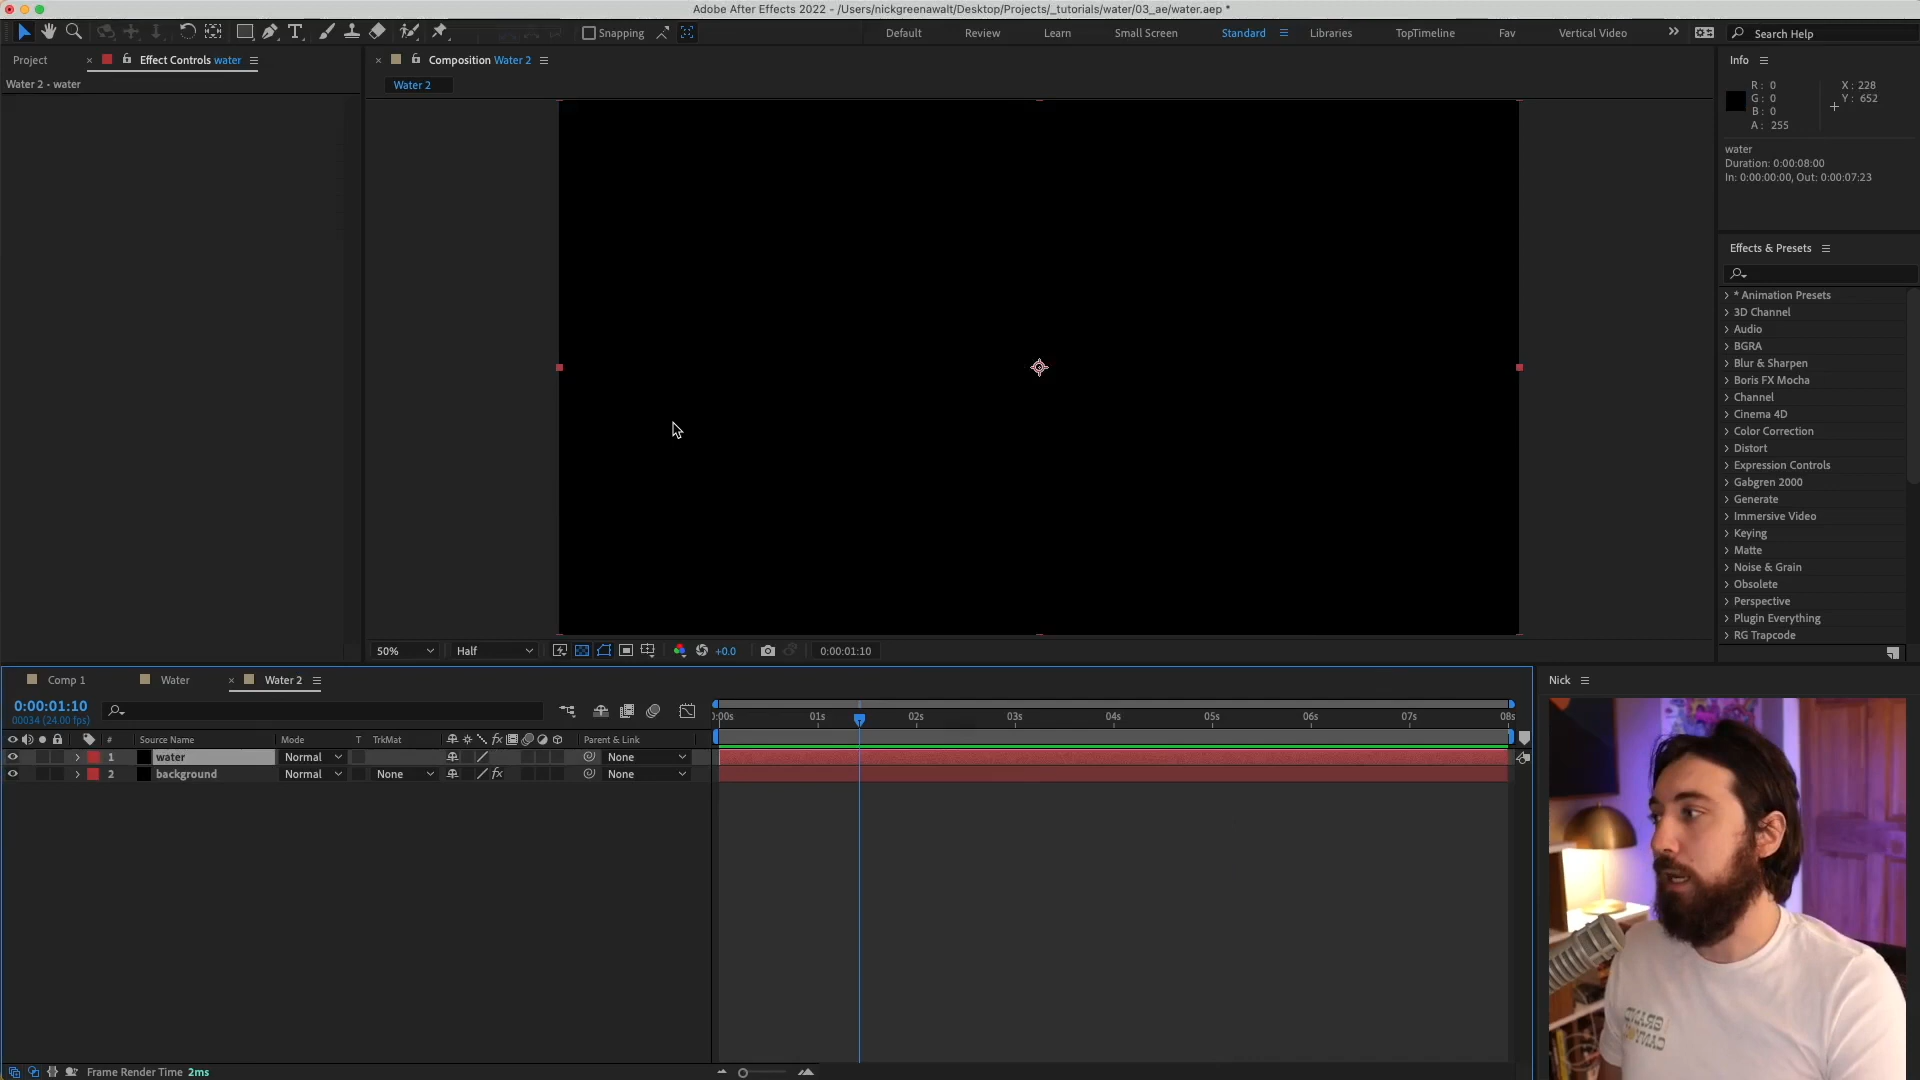 Adobe After Effects 2022 - /Users/nickgreenawalt/Desktop/Projects/_tutorials/water/03_ae/water.aep *
Snapping
Default
Review
Learn
Small Screen
Standard
Libraries
TopTimeline
Fav
Vertical Video
Search Help
Project
Effect Controls water
Composition Water 2
Info
Water 2 - water
Water 2
R: 0
G: 0
B: 0
A: 255
X: 228
Y: 652
water
Duration: 0:00:08:00
In: 0:00:00:00, Out: 0:00:07:23
Effects & Presets
* Animation Presets
3D Channel
Audio
BGRA
Blur & Sharpen
Boris FX Mocha
Channel
Cinema 4D
Color Correction
Distort
Expression Controls
Gabgren 2000
Generate
Immersive Video
Keying
Matte
Noise & Grain
Obsolete
Perspective
Plugin Everything
RG Trapcode
50%
Half
+0.0
0:00:01:10
Comp 1
Water
Water 2
Nick
0:00:01:10
00034 (24.00 fps)
:00s
01s
02s
03s
04s
05s
06s
07s
08s
# Source Name Mode T TrkMat fx Parent & Link
1 water Normal None
2 background Normal None fx None
Frame Render Time 2ms